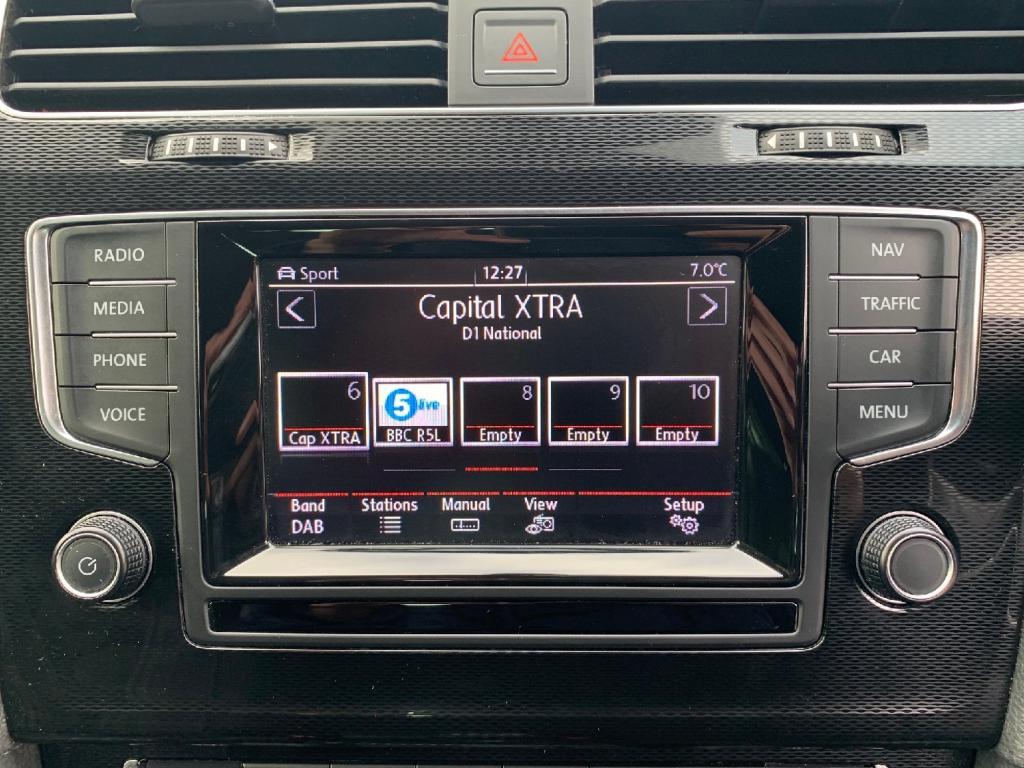 RADIO
MEDIA
PHONE
VOICE
Sport 12:27 7.0°C
Capital XTRA
D1 National
6 8 9 10
5 live
Cap XTRA BBC R5L Empty Empty Empty
Band Stations Manual View Setup
DAB
NAV
TRAFFIC
CAR
MENU